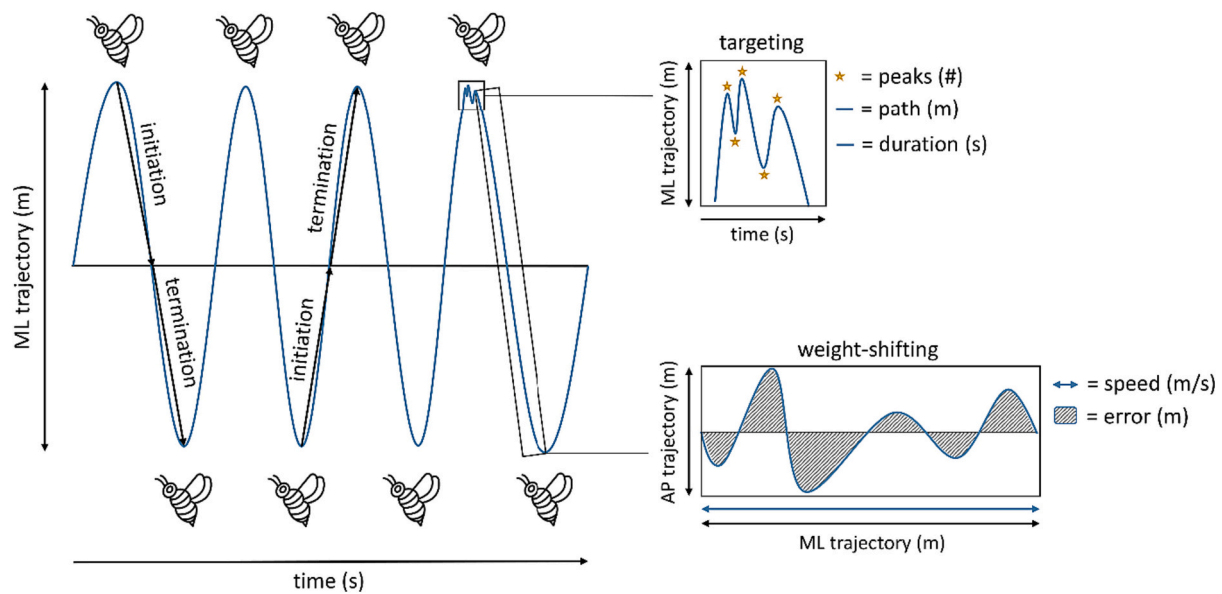 ML trajectory (m)
initiation
termination
initiation
termination
time (s)
targeting
ML trajectory (m)
time (s)
= peaks (#)
= path (m)
= duration (s)
weight-shifting
AP trajectory (m)
ML trajectory (m)
= speed (m/s)
= error (m)